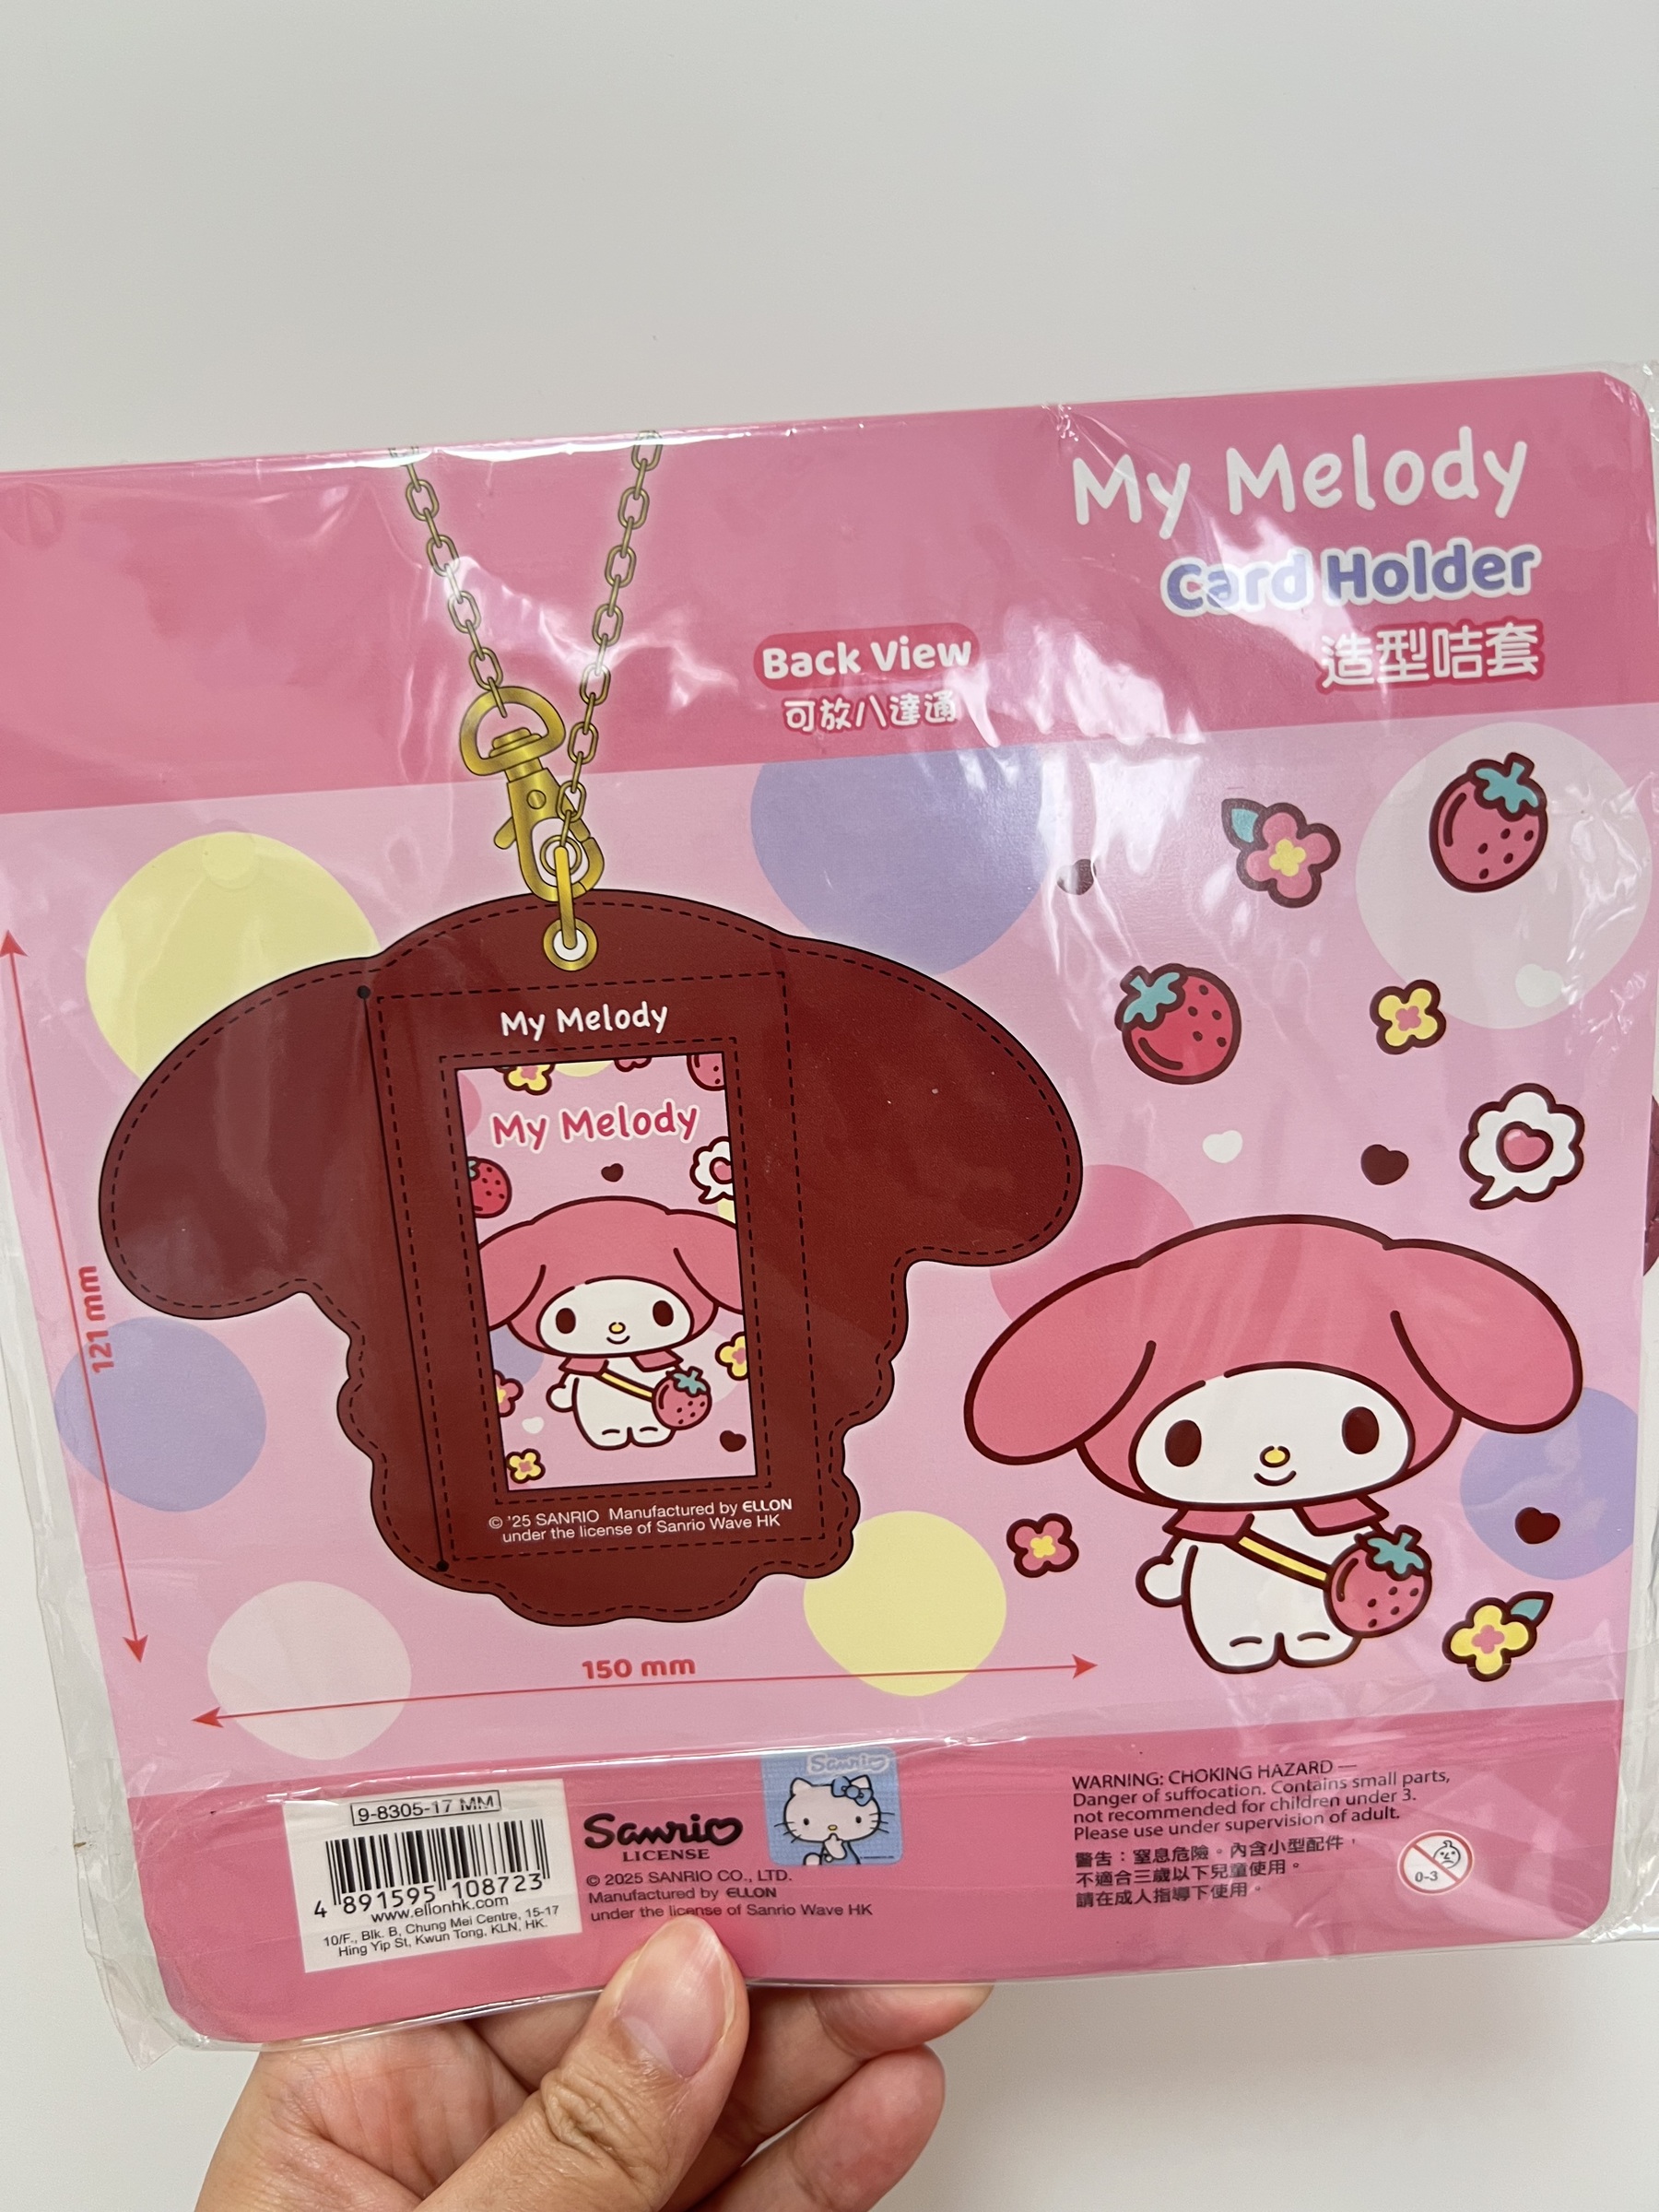 My Melody
Card Holder
造型咭套
Back View
可放八達通
My Melody
My Melody
© '25 SANRIO Manufactured by ELLON
under the license of Sanrio Wave HK
121 mm
150 mm
9-8305-17 MM
4 891595 108723
www.ellonhk.com
10/F., Blk. B, Chung Mei Centre, 15-17
Hing Yip St, Kwun Tong, KLN, HK.
Sanrio
LICENSE
© 2025 SANRIO CO., LTD.
Manufactured by ELLON
under the license of Sanrio Wave HK
Sanrio
WARNING: CHOKING HAZARD —
Danger of suffocation. Contains small parts,
not recommended for children under 3.
Please use under supervision of adult.
警告：窒息危險。內含小型配件，
不適合三歲以下兒童使用。
請在成人指導下使用。
0-3